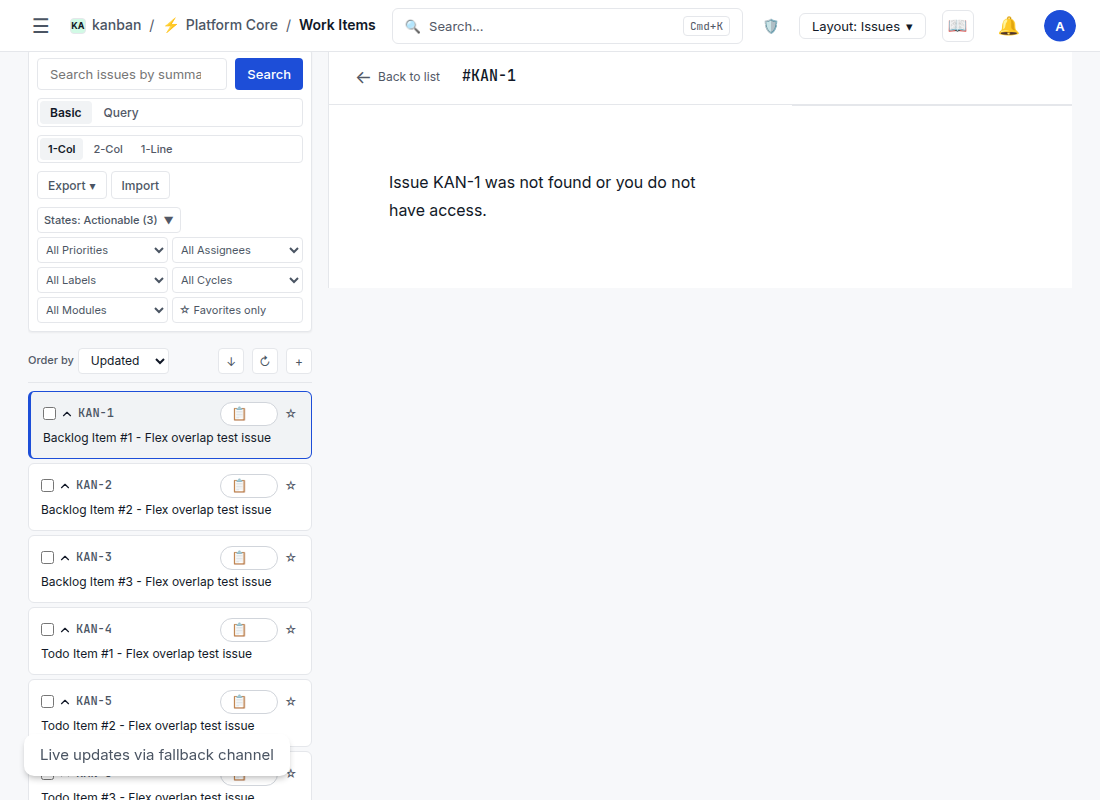 KA kanban / Platform Core / Work Items
Search...
Cmd+K
Layout: Issues ▾
A
Search issues by summa
Search
Basic
Query
1-Col
2-Col
1-Line
Export ▾
Import
States: Actionable (3) ▼
All Priorities
All Assignees
All Labels
All Cycles
All Modules
☆ Favorites only
Order by
Updated
KAN-1
Backlog Item #1 - Flex overlap test issue
KAN-2
Backlog Item #2 - Flex overlap test issue
KAN-3
Backlog Item #3 - Flex overlap test issue
KAN-4
Todo Item #1 - Flex overlap test issue
KAN-5
Todo Item #2 - Flex overlap test issue
Live updates via fallback channel
Todo Item #3 - Flex overlap test issue
← Back to list
#KAN-1
Issue KAN-1 was not found or you do not
have access.